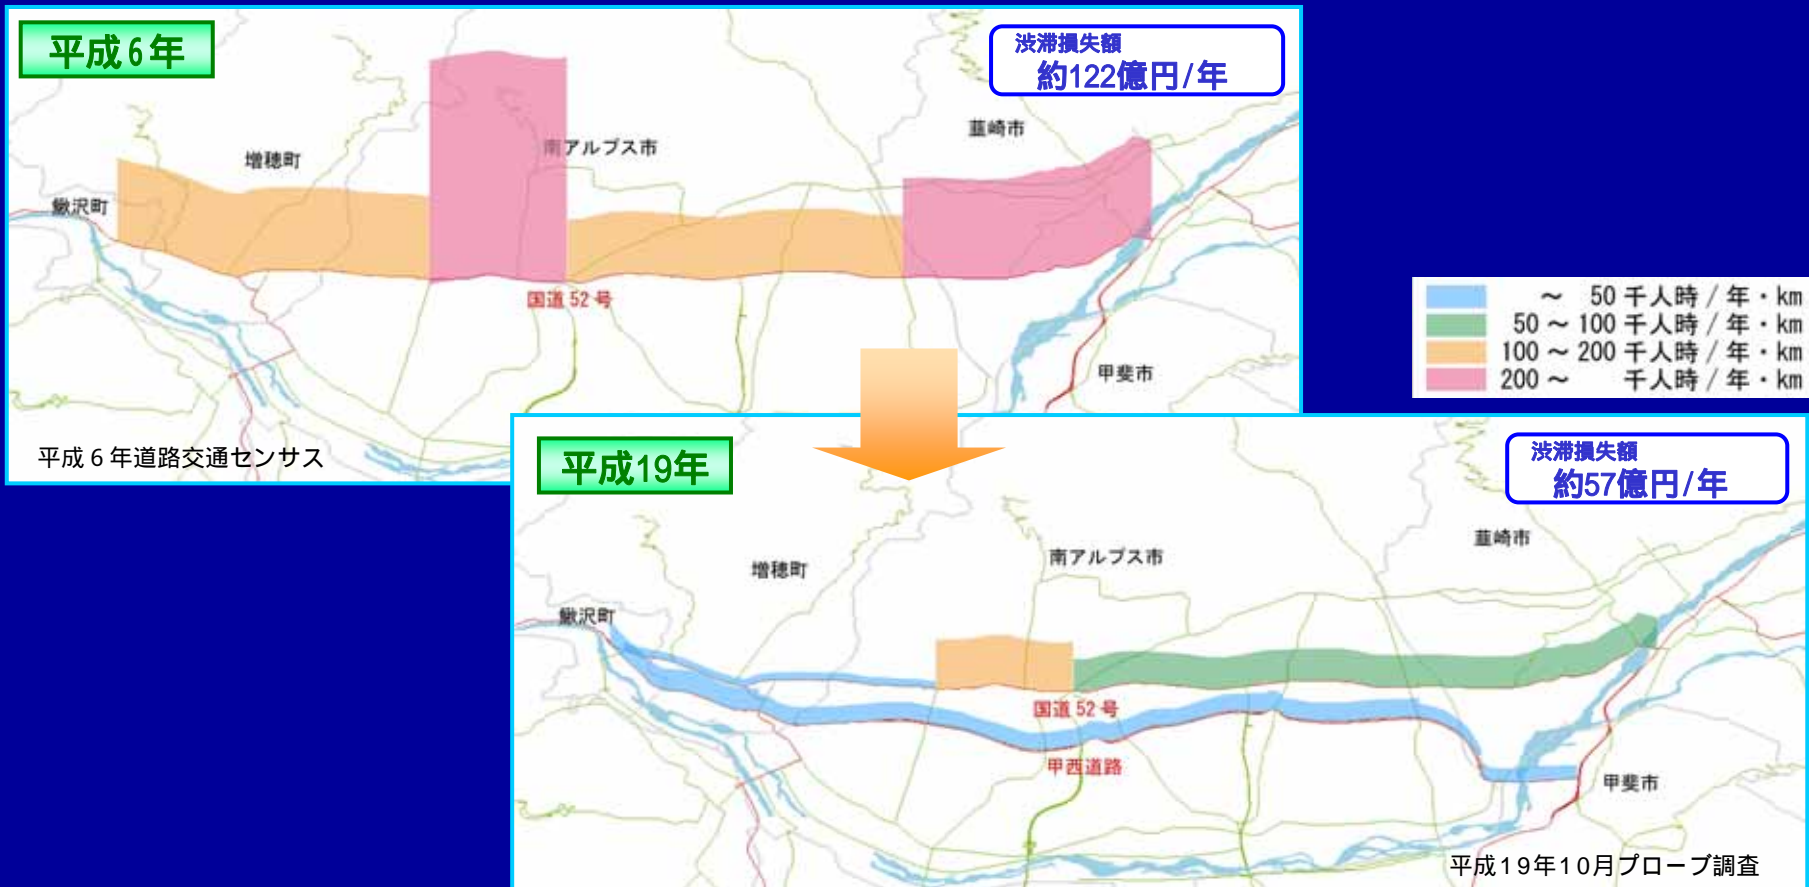 平成6年
渋滞損失額
約122億円/年
韮崎市
南アルプス市
増穂町
鰍沢町
国道52号
甲斐市
平成6年道路交通センサス
～ 50 千人時 / 年・km
50 ～ 100 千人時 / 年・km
100 ～ 200 千人時 / 年・km
200 ～ 千人時 / 年・km
平成19年
渋滞損失額
約57億円/年
韮崎市
南アルプス市
増穂町
鰍沢町
国道52号
甲西道路
甲斐市
平成19年10月プローブ調査